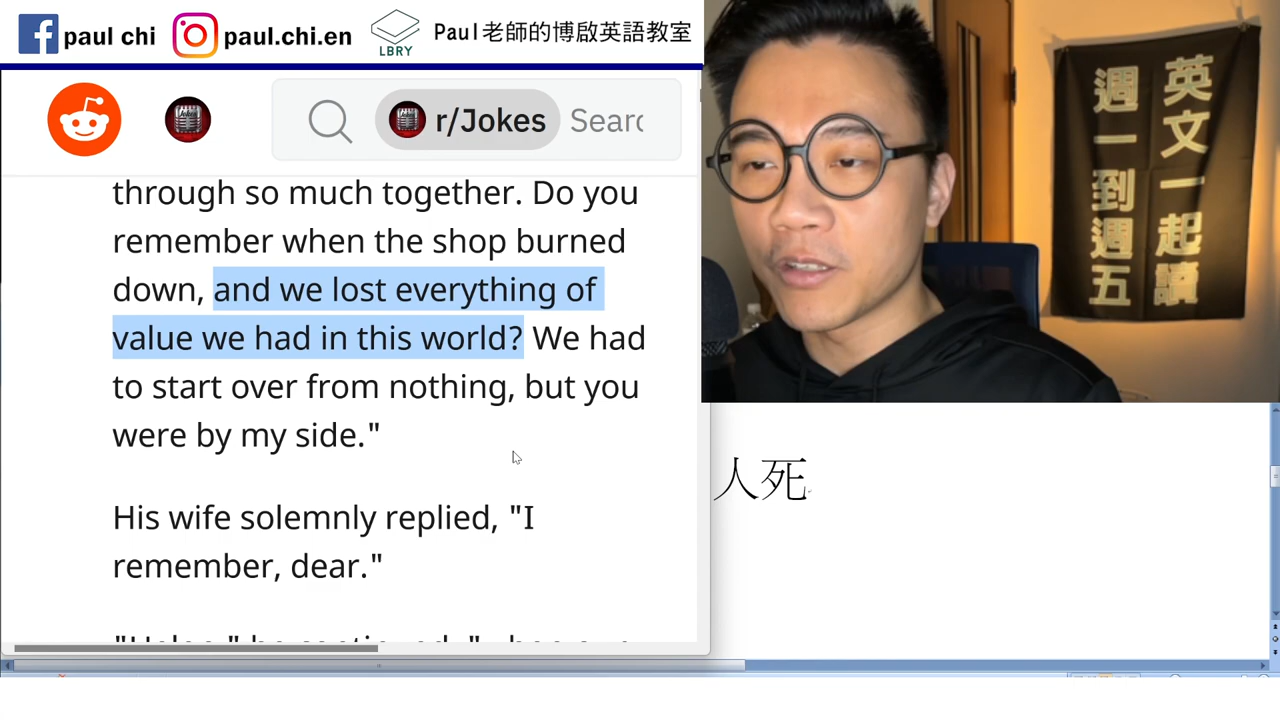 paul chi
paul.chi.en
LBRY
Paul老師的博啟英語教室
r/Jokes
Searc
through so much together. Do you
remember when the shop burned
down, and we lost everything of
value we had in this world? We had
to start over from nothing, but you
were by my side."
His wife solemnly replied, "I
remember, dear."
英文一起讀
週一到週五
人死